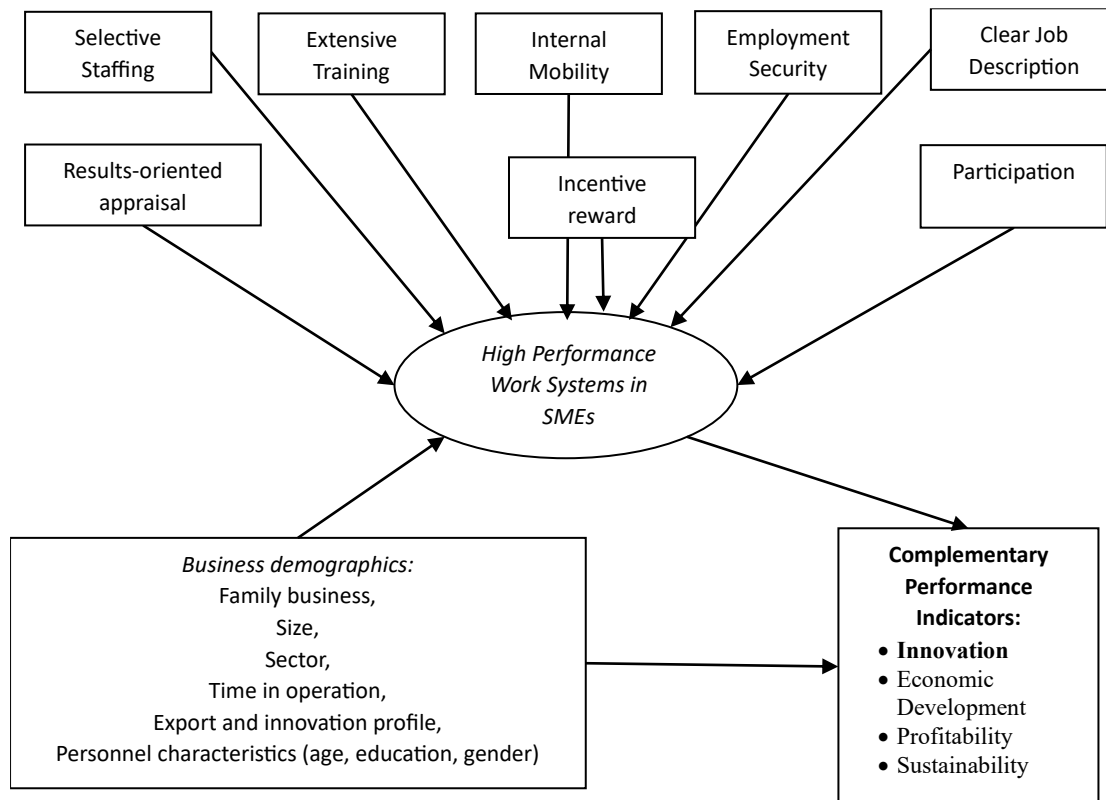 Selective
Staffing
Extensive
Training
Internal
Mobility
Employment
Security
Clear Job
Description
Results-oriented
appraisal
Incentive
reward
Participation
High Performance
Work Systems in
SMEs
Business demographics:
Family business,
Size,
Sector,
Time in operation,
Export and innovation profile,
Personnel characteristics (age, education, gender)
Complementary
Performance
Indicators:
• Innovation
• Economic
Development
• Profitability
• Sustainability